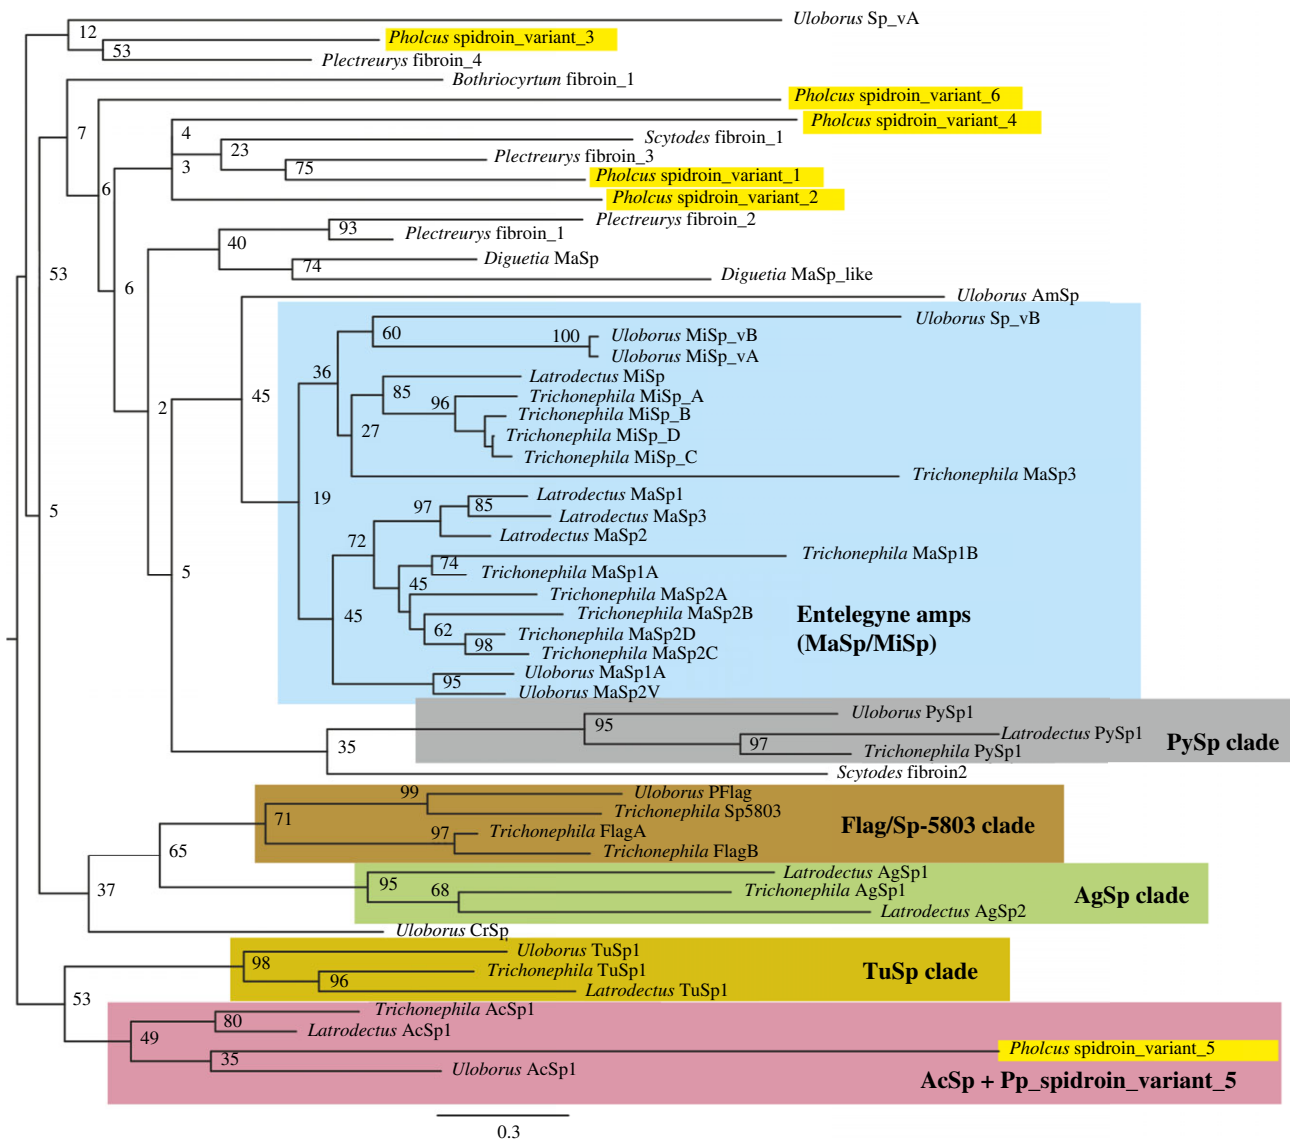 Uloborus Sp_vA
12
Pholcus spidroin_variant_3
53
Plectreurys fibroin_4
Bothriocyrtum fibroin_1
Pholcus spidroin_variant_6
Pholcus spidroin_variant_4
7
4
Scytodes fibroin_1
23
Plectreurys fibroin_3
3
75
Pholcus spidroin_variant_1
6
Pholcus spidroin_variant_2
Plectreurys fibroin_2
93
Plectreurys fibroin_1
40
Diguetia MaSp
74
53
Diguetia MaSp_like
6
Uloborus AmSp
Uloborus Sp_vB
60
100
Uloborus MiSp_vB
Uloborus MiSp_vA
36
Latrodectus MiSp
85
45
Trichonephila MiSp_A
96
2
Trichonephila MiSp_B
27
Trichonephila MiSp_D
Trichonephila MiSp_C
Trichonephila MaSp3
19
Latrodectus MaSp1
97
85
5
Latrodectus MaSp3
Latrodectus MaSp2
72
Trichonephila MaSp1B
74
5
Trichonephila MaSp1A
45
Trichonephila MaSp2A
Trichonephila MaSp2B
45
Entelegyne amps
(MaSp/MiSp)
62
Trichonephila MaSp2D
98
Trichonephila MaSp2C
Uloborus MaSp1A
95
Uloborus MaSp2V
Uloborus PySp1
95
Latrodectus PySp1
97
PySp clade
35
Trichonephila PySp1
Scytodes fibroin2
99
Uloborus PFlag
Trichonephila Sp5803
71
Flag/Sp-5803 clade
97
Trichonephila FlagA
Trichonephila FlagB
65
Latrodectus AgSp1
95
37
68
Trichonephila AgSp1
AgSp clade
Latrodectus AgSp2
Uloborus CrSp
Uloborus TuSp1
98
Trichonephila TuSp1
TuSp clade
96
Latrodectus TuSp1
53
Trichonephila AcSp1
80
Latrodectus AcSp1
49
Pholcus spidroin_variant_5
35
Uloborus AcSp1
AcSp + Pp_spidroin_variant_5
0.3